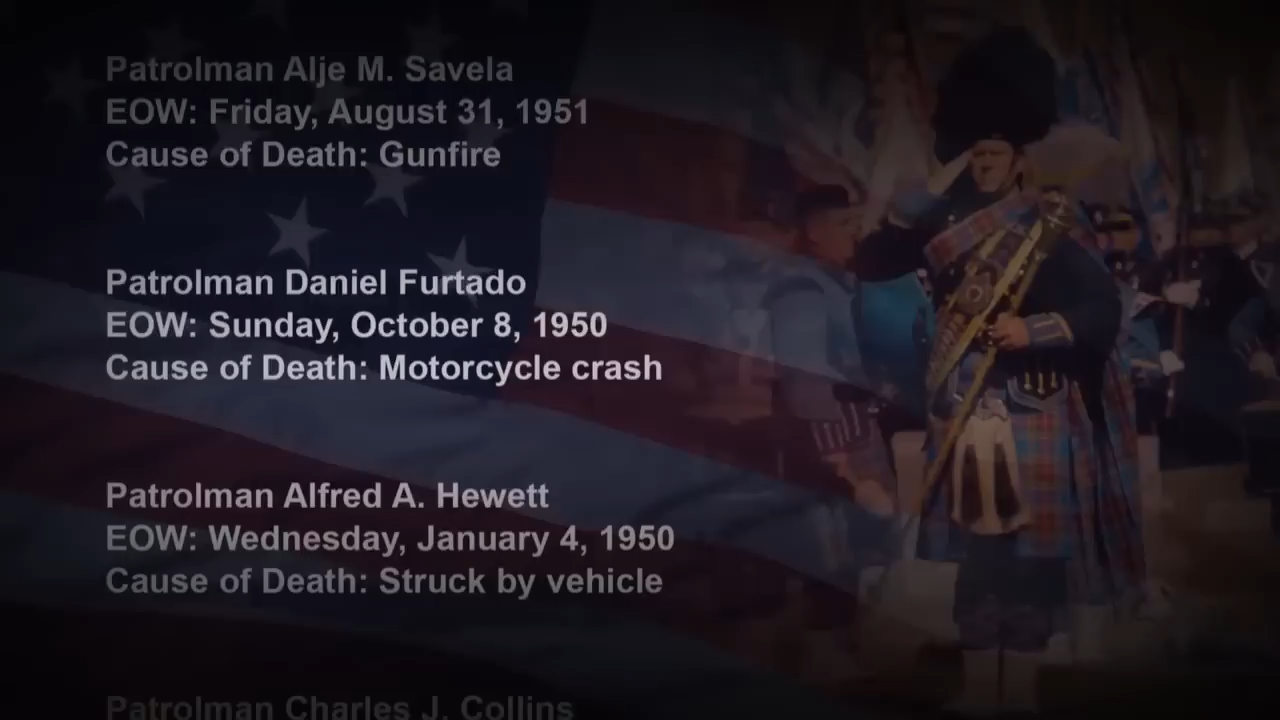 Patrolman Alje M. Savela
EOW: Friday, August 31, 1951
Cause of Death: Gunfire
Patrolman Daniel Furtado
EOW: Sunday, October 8, 1950
Cause of Death: Motorcycle crash
Patrolman Alfred A. Hewett
EOW: Wednesday, January 4, 1950
Cause of Death: Struck by vehicle
Patrolman Charles J. Collins